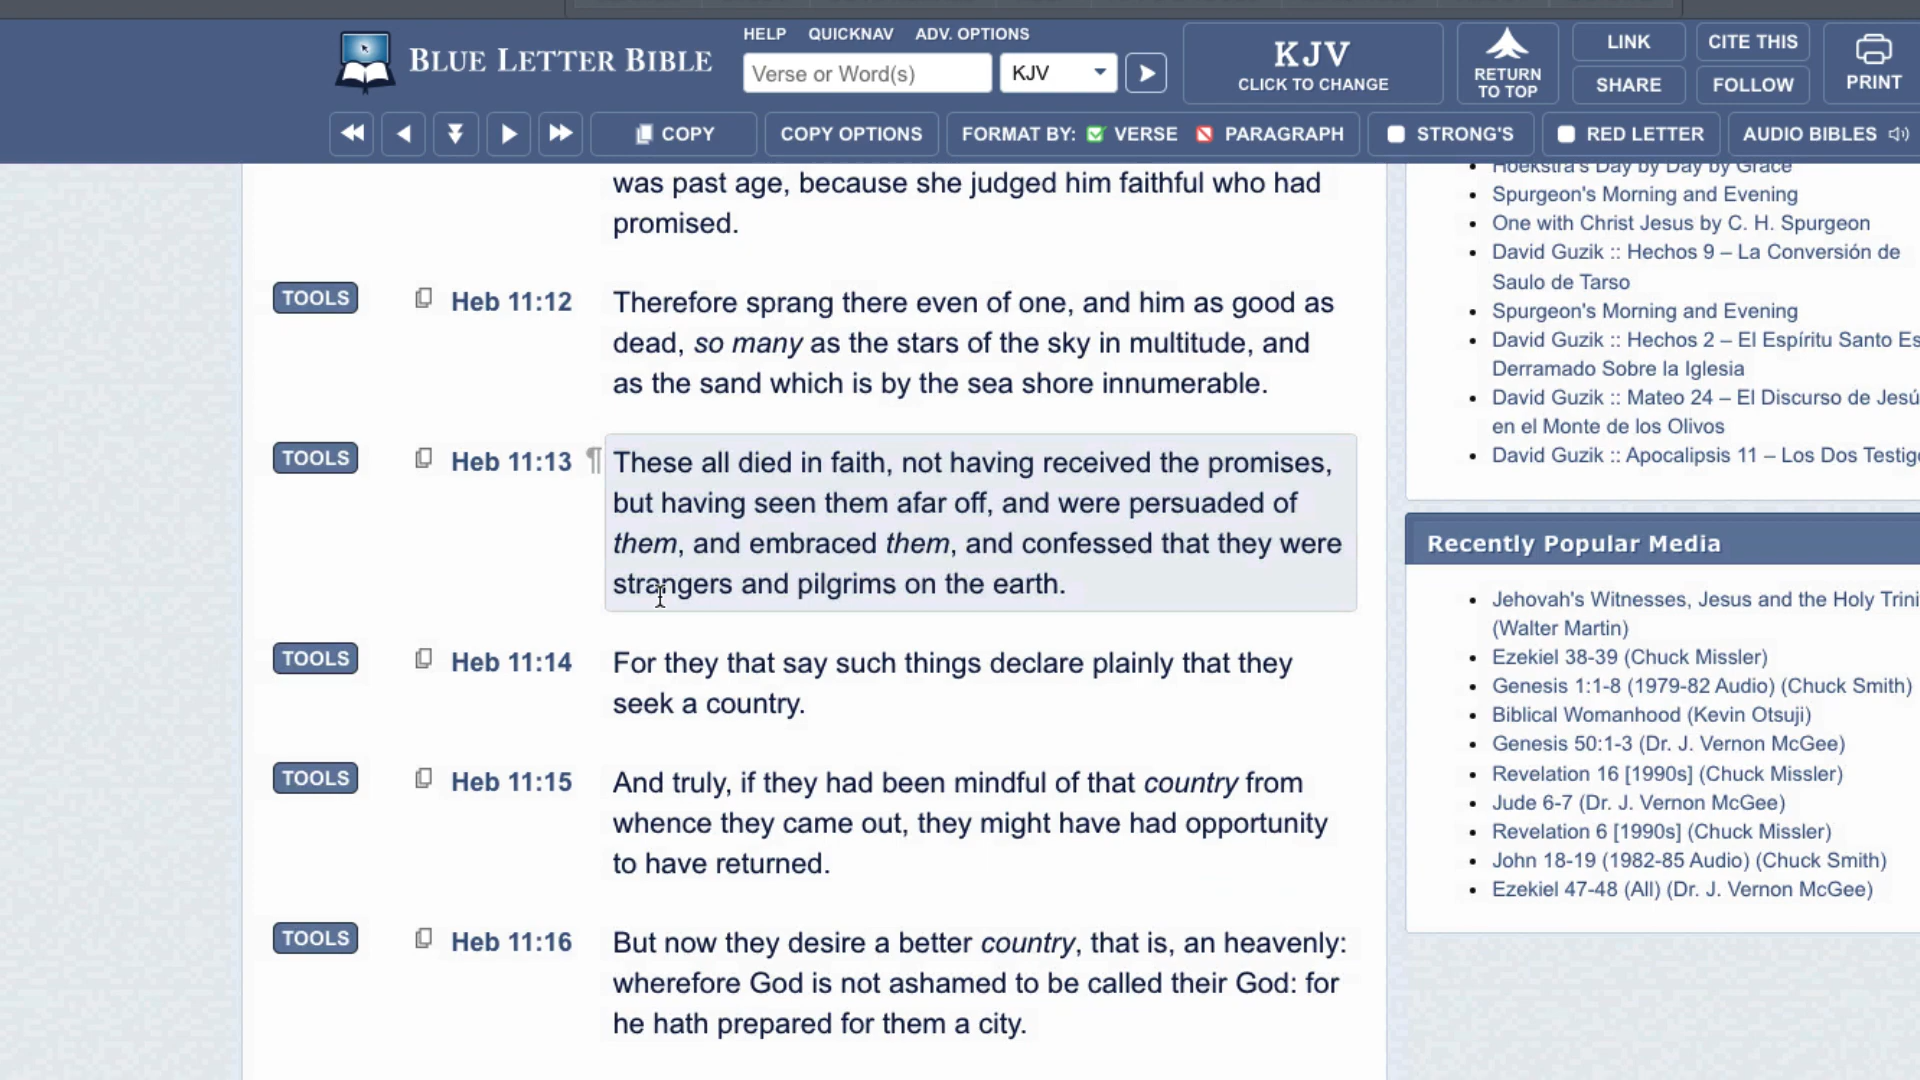 BLUE LETTER BIBLE
HELP QUICKNAV ADV. OPTIONS
Verse or Word(s)
KJV
KJV
CLICK TO CHANGE
RETURN
TO TOP
LINK
CITE THIS
SHARE
FOLLOW
PRINT
COPY
COPY OPTIONS
FORMAT BY: VERSE PARAGRAPH
STRONG'S
RED LETTER
AUDIO BIBLES
was past age, because she judged him faithful who had
promised.
TOOLS Heb 11:12 Therefore sprang there even of one, and him as good as
dead, so many as the stars of the sky in multitude, and
as the sand which is by the sea shore innumerable.
TOOLS Heb 11:13 ¶ These all died in faith, not having received the promises,
but having seen them afar off, and were persuaded of
them, and embraced them, and confessed that they were
strangers and pilgrims on the earth.
TOOLS Heb 11:14 For they that say such things declare plainly that they
seek a country.
TOOLS Heb 11:15 And truly, if they had been mindful of that country from
whence they came out, they might have had opportunity
to have returned.
TOOLS Heb 11:16 But now they desire a better country, that is, an heavenly:
wherefore God is not ashamed to be called their God: for
he hath prepared for them a city.
Hoekstra's Day by Day by Grace
Spurgeon's Morning and Evening
One with Christ Jesus by C. H. Spurgeon
David Guzik :: Hechos 9 – La Conversión de
Saulo de Tarso
Spurgeon's Morning and Evening
David Guzik :: Hechos 2 – El Espíritu Santo Es
Derramado Sobre la Iglesia
David Guzik :: Mateo 24 – El Discurso de Jesú
en el Monte de los Olivos
David Guzik :: Apocalipsis 11 – Los Dos Testig
Recently Popular Media
Jehovah's Witnesses, Jesus and the Holy Trini
(Walter Martin)
Ezekiel 38-39 (Chuck Missler)
Genesis 1:1-8 (1979-82 Audio) (Chuck Smith)
Biblical Womanhood (Kevin Otsuji)
Genesis 50:1-3 (Dr. J. Vernon McGee)
Revelation 16 [1990s] (Chuck Missler)
Jude 6-7 (Dr. J. Vernon McGee)
Revelation 6 [1990s] (Chuck Missler)
John 18-19 (1982-85 Audio) (Chuck Smith)
Ezekiel 47-48 (All) (Dr. J. Vernon McGee)